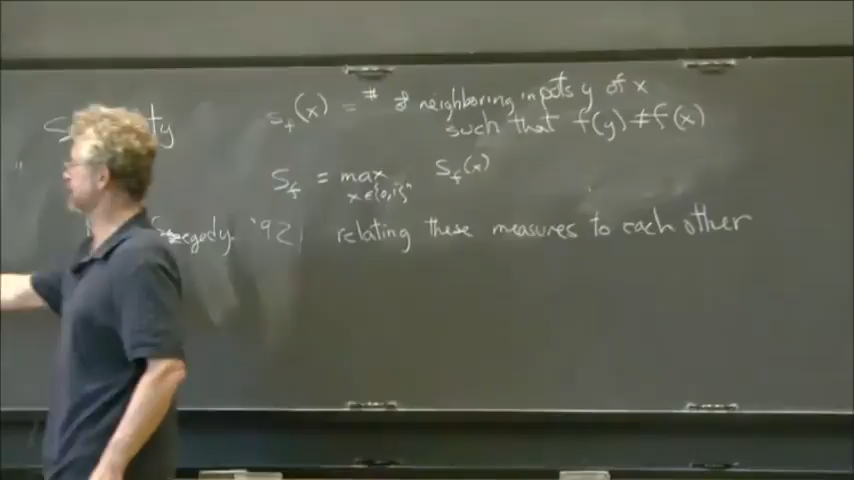 s_f(x) = # of neighboring inputs y of x
such that f(y) ≠ f(x)
S_f = max s_f(x)
x∈{0,1}^n
Szegedy '92 relating these measures to each other